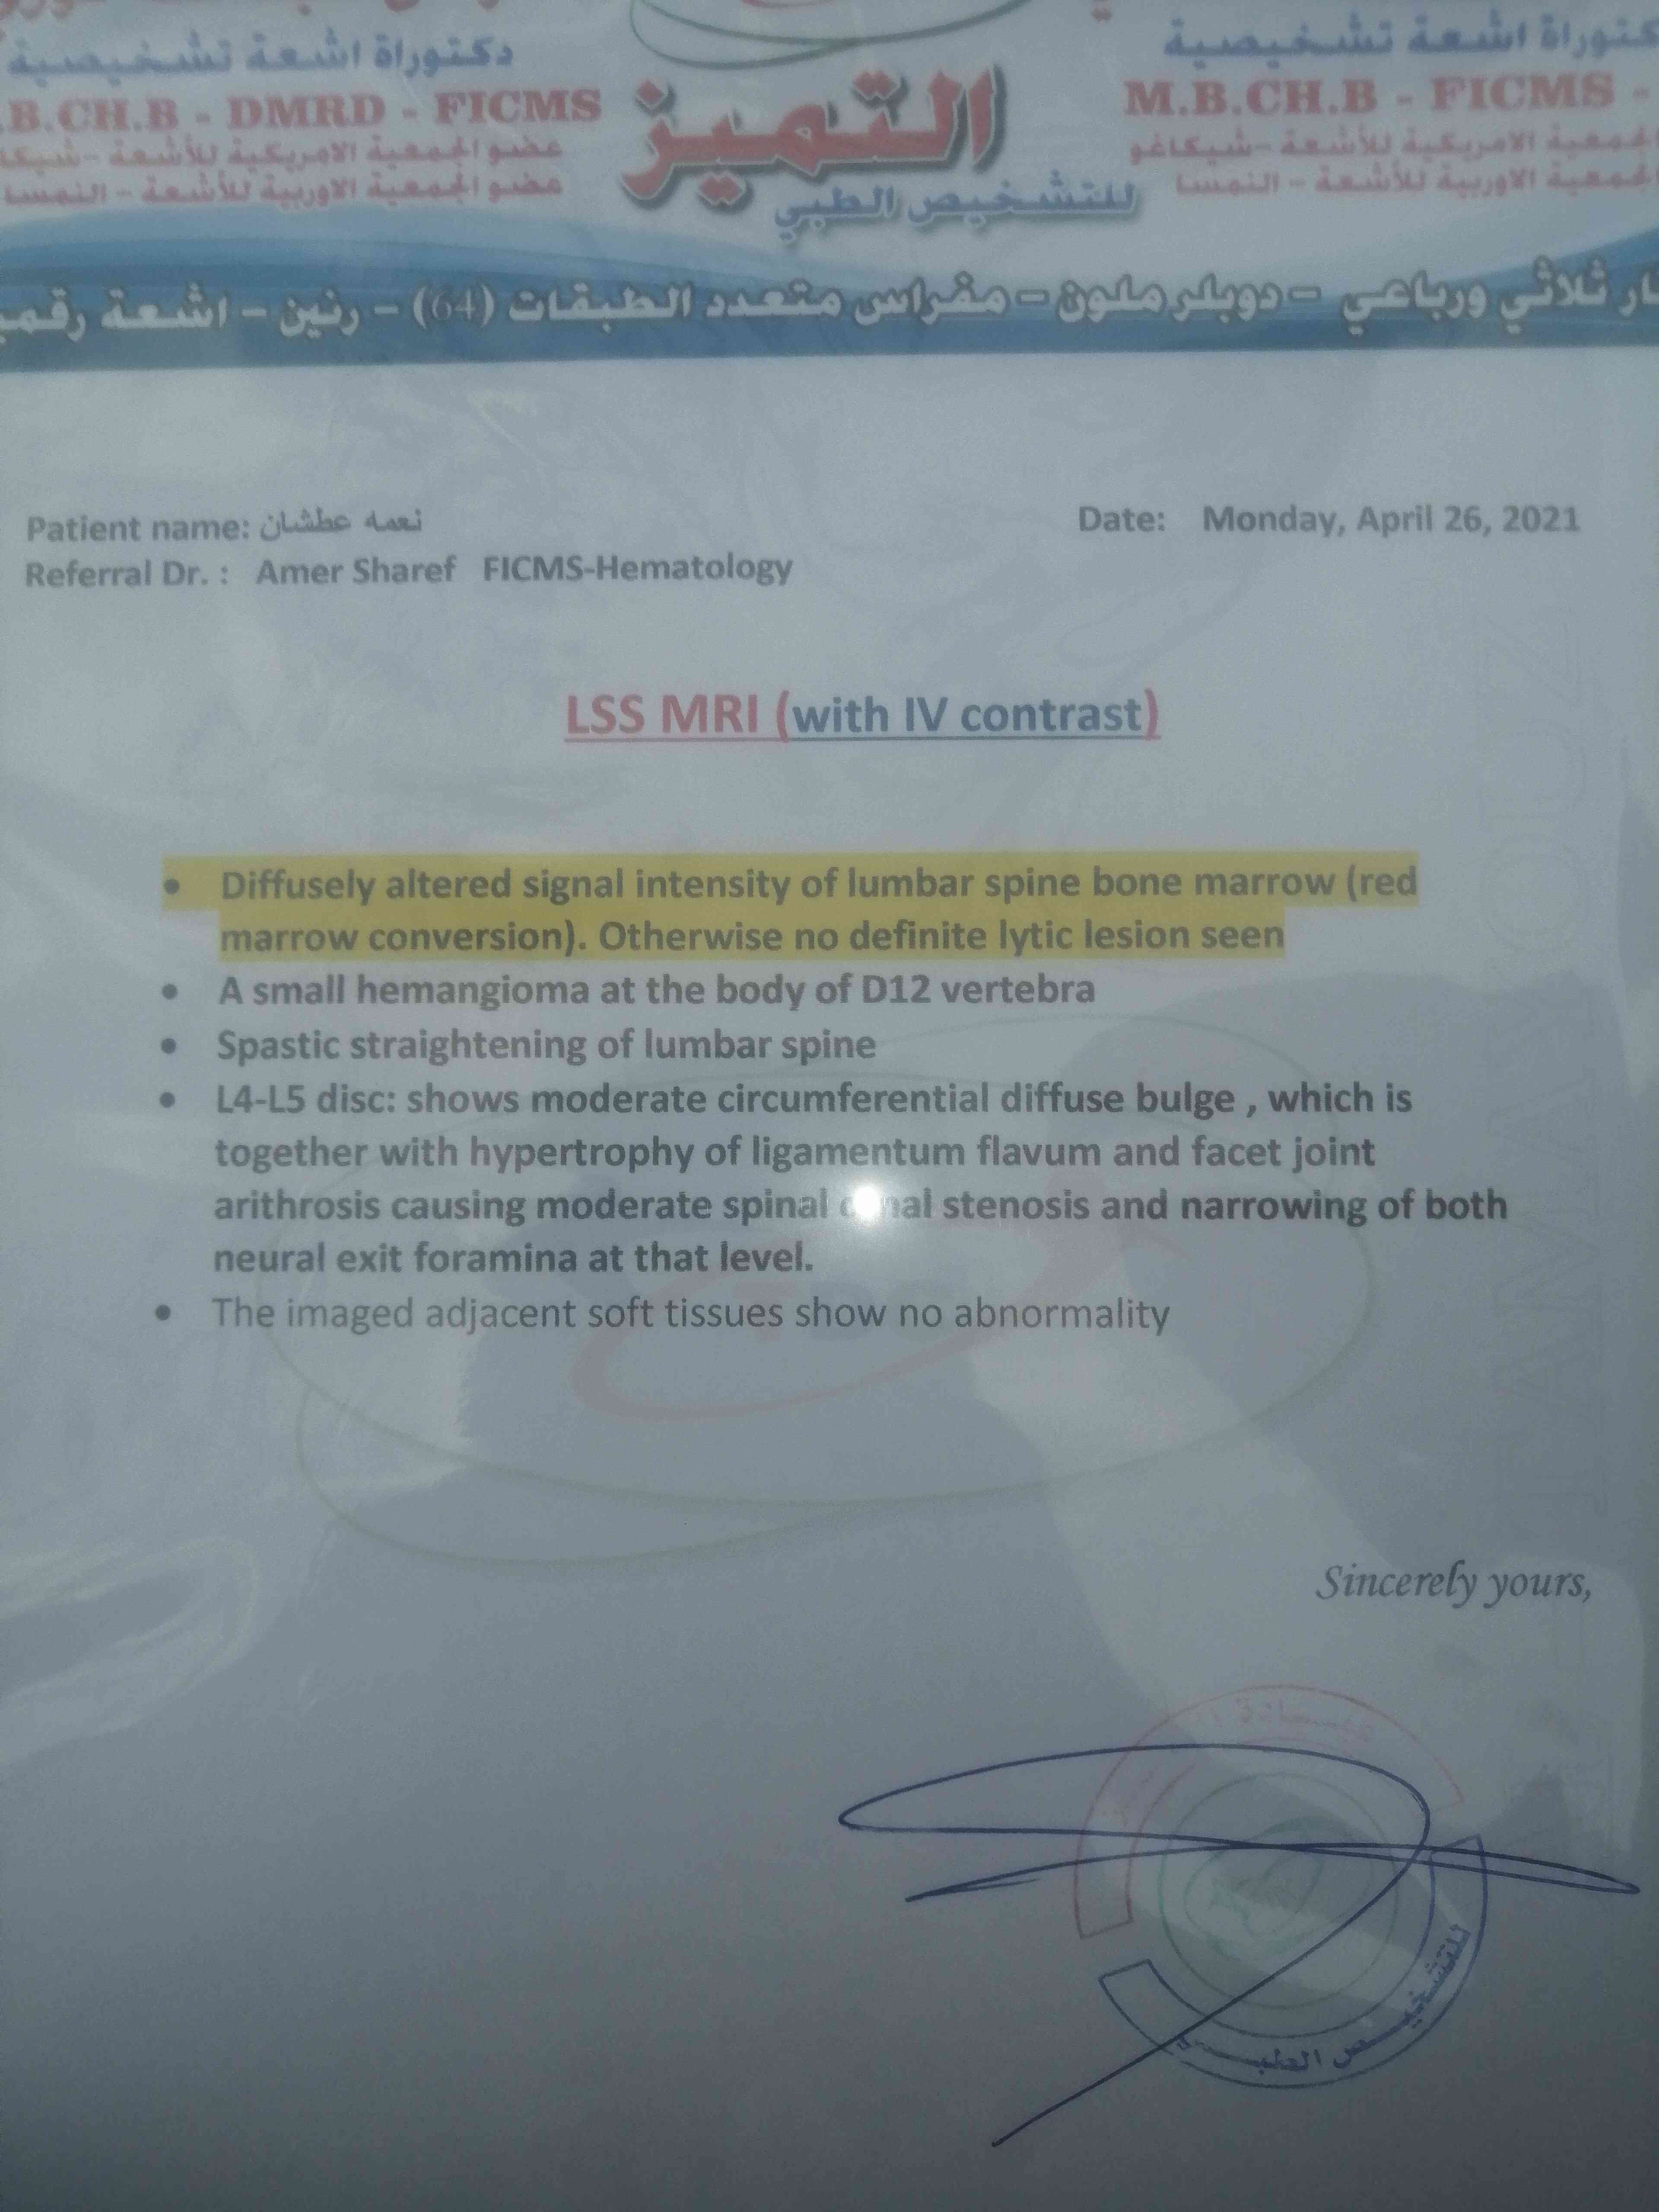 دكتوراة اشعة تشخيصية
B.CH.B - DMRD - FICMS
عضو الجمعية الامريكية للأشعة -
عضو الجمعية الاوربية للأشعة - النمسا
التميز
للتشخيص الطبي
دكتوراة اشعة تشخيصية
M.B.CH.B - FICMS -
الجمعية الامريكية للأشعة - شيكاغو
الجمعية الاوربية للأشعة - النمسا
ثلاثي ورباعي - دوبلر ملون - مفراس متعدد الطبقات (64) - رنين - اشعة
Patient name: نعمه عطشان
Date: Monday, April 26, 2021
Referral Dr. : Amer Sharef FICMS-Hematology
LSS MRI (with IV contrast)
• Diffusely altered signal intensity of lumbar spine bone marrow (red
marrow conversion). Otherwise no definite lytic lesion seen
• A small hemangioma at the body of D12 vertebra
• Spastic straightening of lumbar spine
• L4-L5 disc: shows moderate circumferential diffuse bulge , which is
together with hypertrophy of ligamentum flavum and facet joint
arithrosis causing moderate spinal canal stenosis and narrowing of both
neural exit foramina at that level.
• The imaged adjacent soft tissues show no abnormality
Sincerely yours,
للتشخيص الطبي